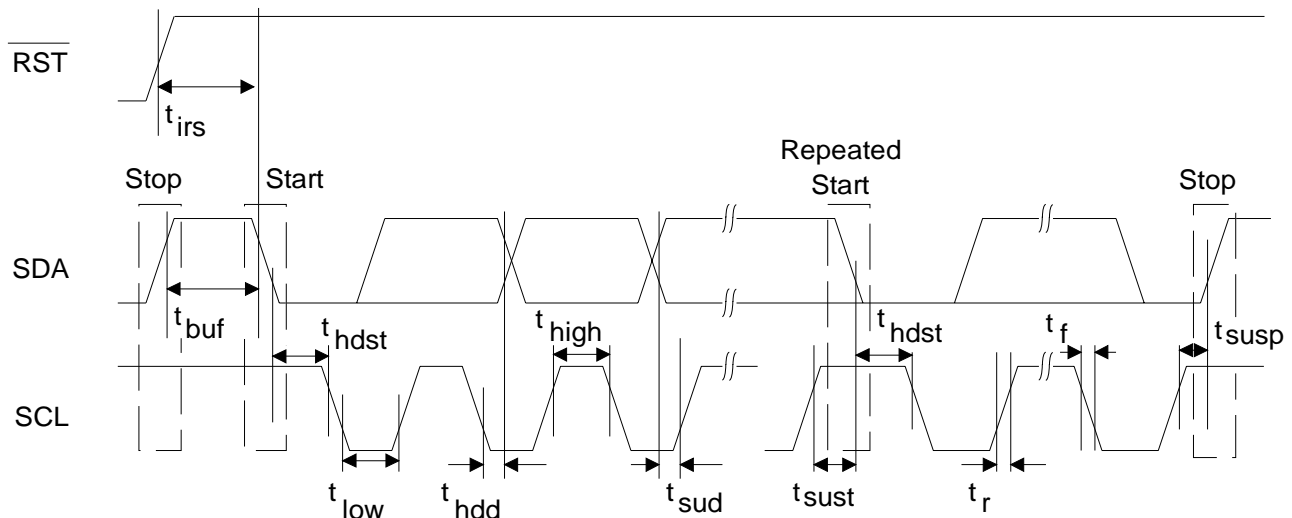 RST
t irs
Repeated
Stop Start Start Stop
SDA
t buf t hdst t high t hdst t f t susp
SCL
t low t hdd t sud t sust t r